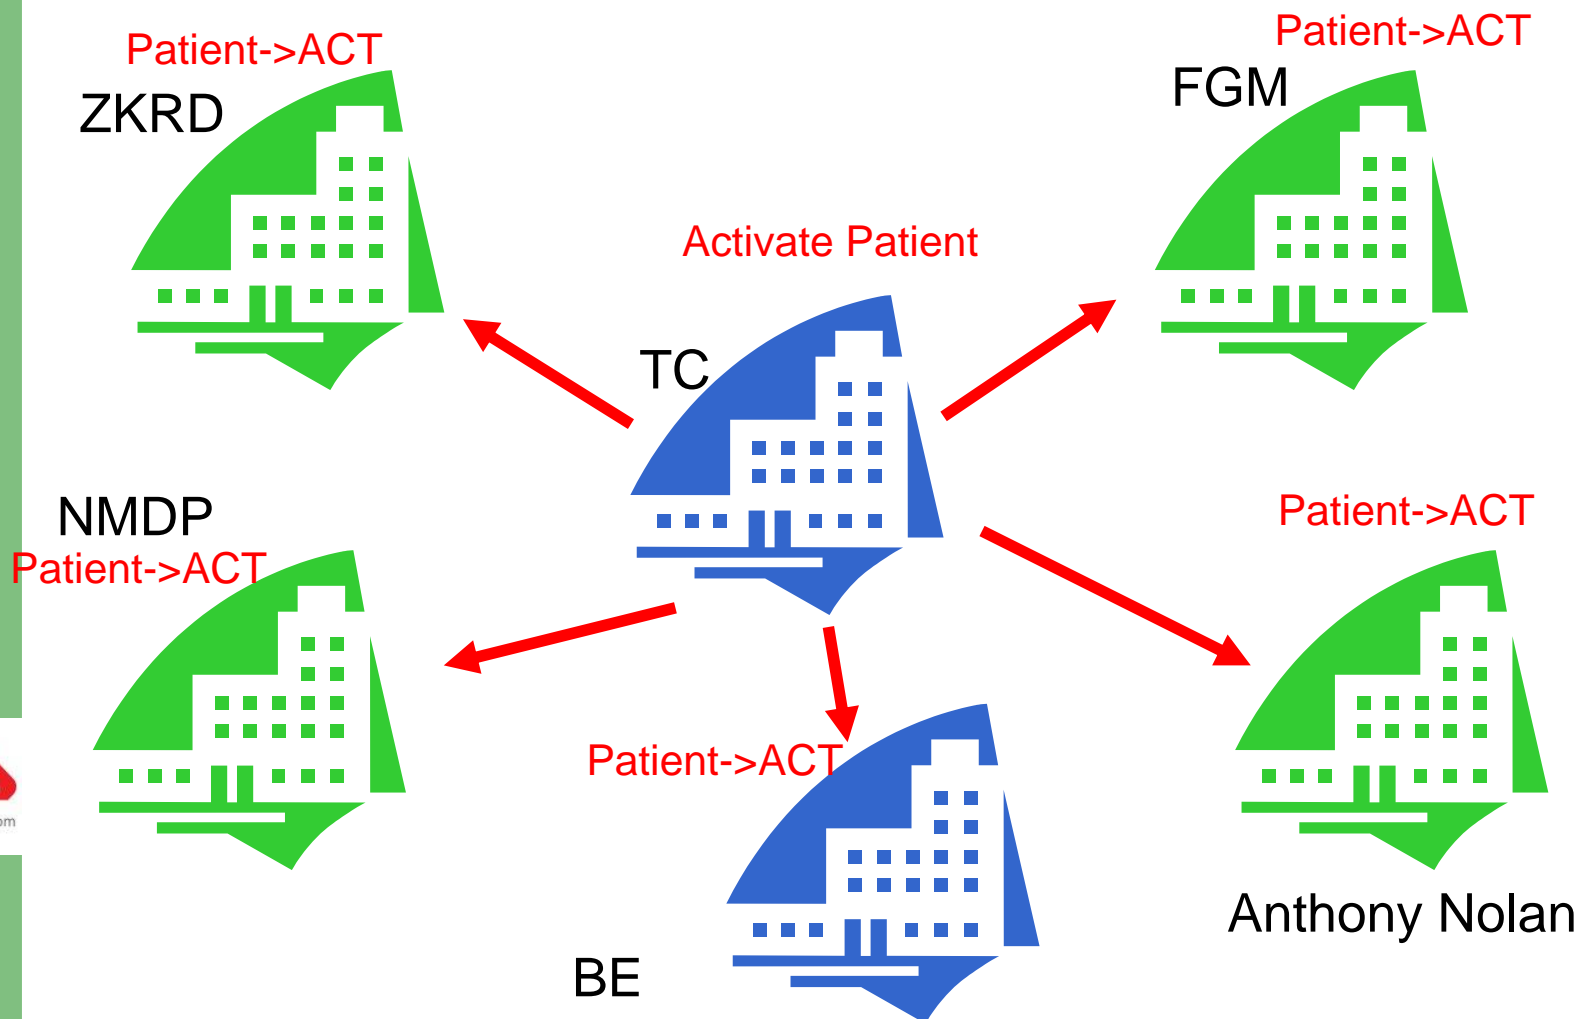 Patient->ACT
ZKRD
Patient->ACT
FGM
Activate Patient
TC
NMDP
Patient->ACT
Patient->ACT
Patient->ACT
Anthony Nolan
BE